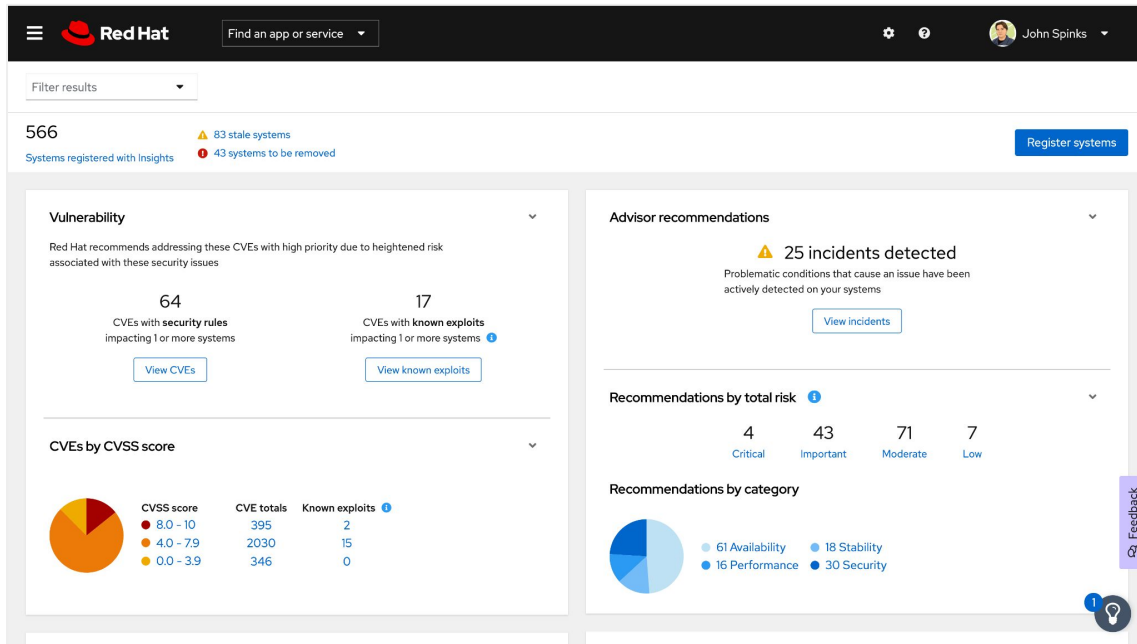 Red Hat
Find an app or service
John Spinks
Filter results
566
Systems registered with Insights
83 stale systems
43 systems to be removed
Register systems
Vulnerability
Red Hat recommends addressing these CVEs with high priority due to heightened risk
associated with these security issues
64
CVEs with security rules
impacting 1 or more systems
View CVEs
17
CVEs with known exploits
impacting 1 or more systems
View known exploits
CVEs by CVSS score
CVSS score CVE totals Known exploits
8.0 - 10 395 2
4.0 - 7.9 2030 15
0.0 - 3.9 346 0
Advisor recommendations
25 incidents detected
Problematic conditions that cause an issue have been
actively detected on your systems
View incidents
Recommendations by total risk
4 43 71 7
Critical Important Moderate Low
Recommendations by category
61 Availability 18 Stability
16 Performance 30 Security
Feedback
1